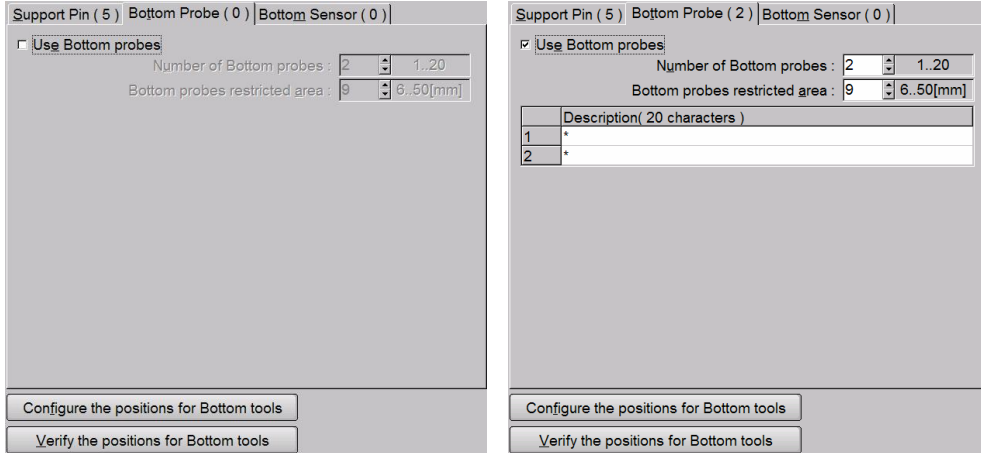 Support Pin ( 5 ) Bottom Probe ( 0 ) Bottom Sensor ( 0 )
Use Bottom probes
Number of Bottom probes : 2 1..20
Bottom probes restricted area : 9 6..50[mm]
Configure the positions for Bottom tools
Verify the positions for Bottom tools
Support Pin ( 5 ) Bottom Probe ( 2 ) Bottom Sensor ( 0 )
Use Bottom probes
Number of Bottom probes : 2 1..20
Bottom probes restricted area : 9 6..50[mm]
Description( 20 characters )
1 *
2 *
Configure the positions for Bottom tools
Verify the positions for Bottom tools